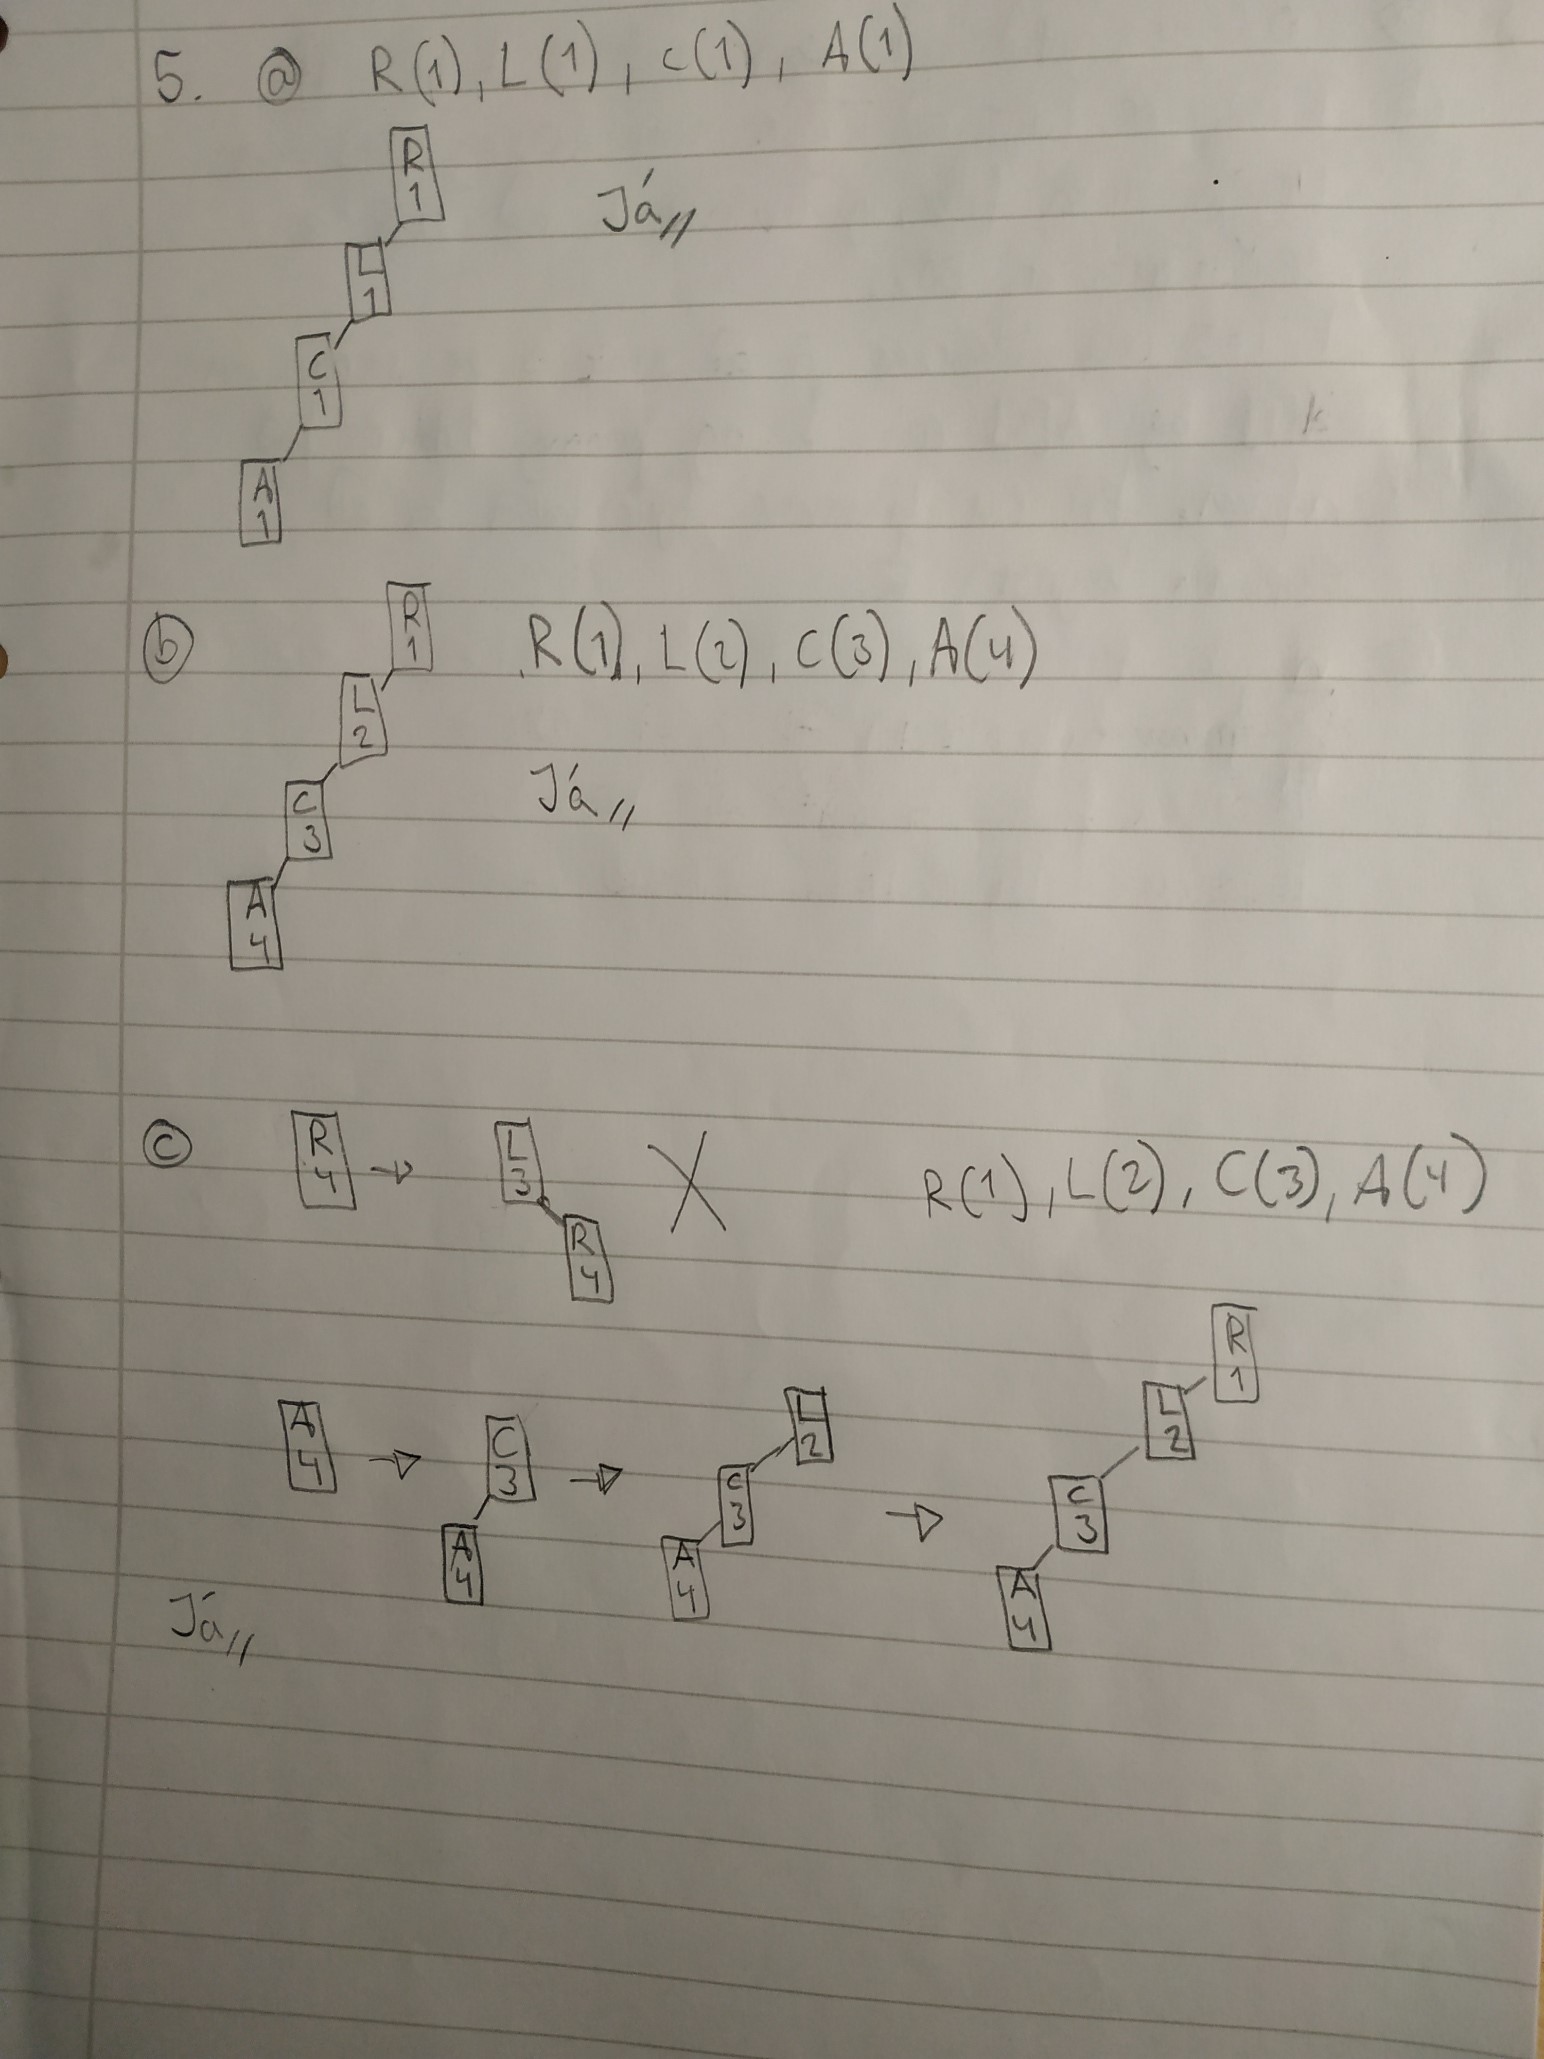 5. ⓐ R(1), L(1), C(1), A(1)
R
1
Já//
L
1
C
1
A
1
ⓑ R(1), L(2), C(3), A(4)
R
1
L
2
Já//
C
3
A
4
ⓒ R 4 → L 3 R 4 X R(1), L(2), C(3), A(4)
A 4 → C 3 A 4 → L 2 C 3 A 4 → R 1 L 2 C 3 A 4
Já//